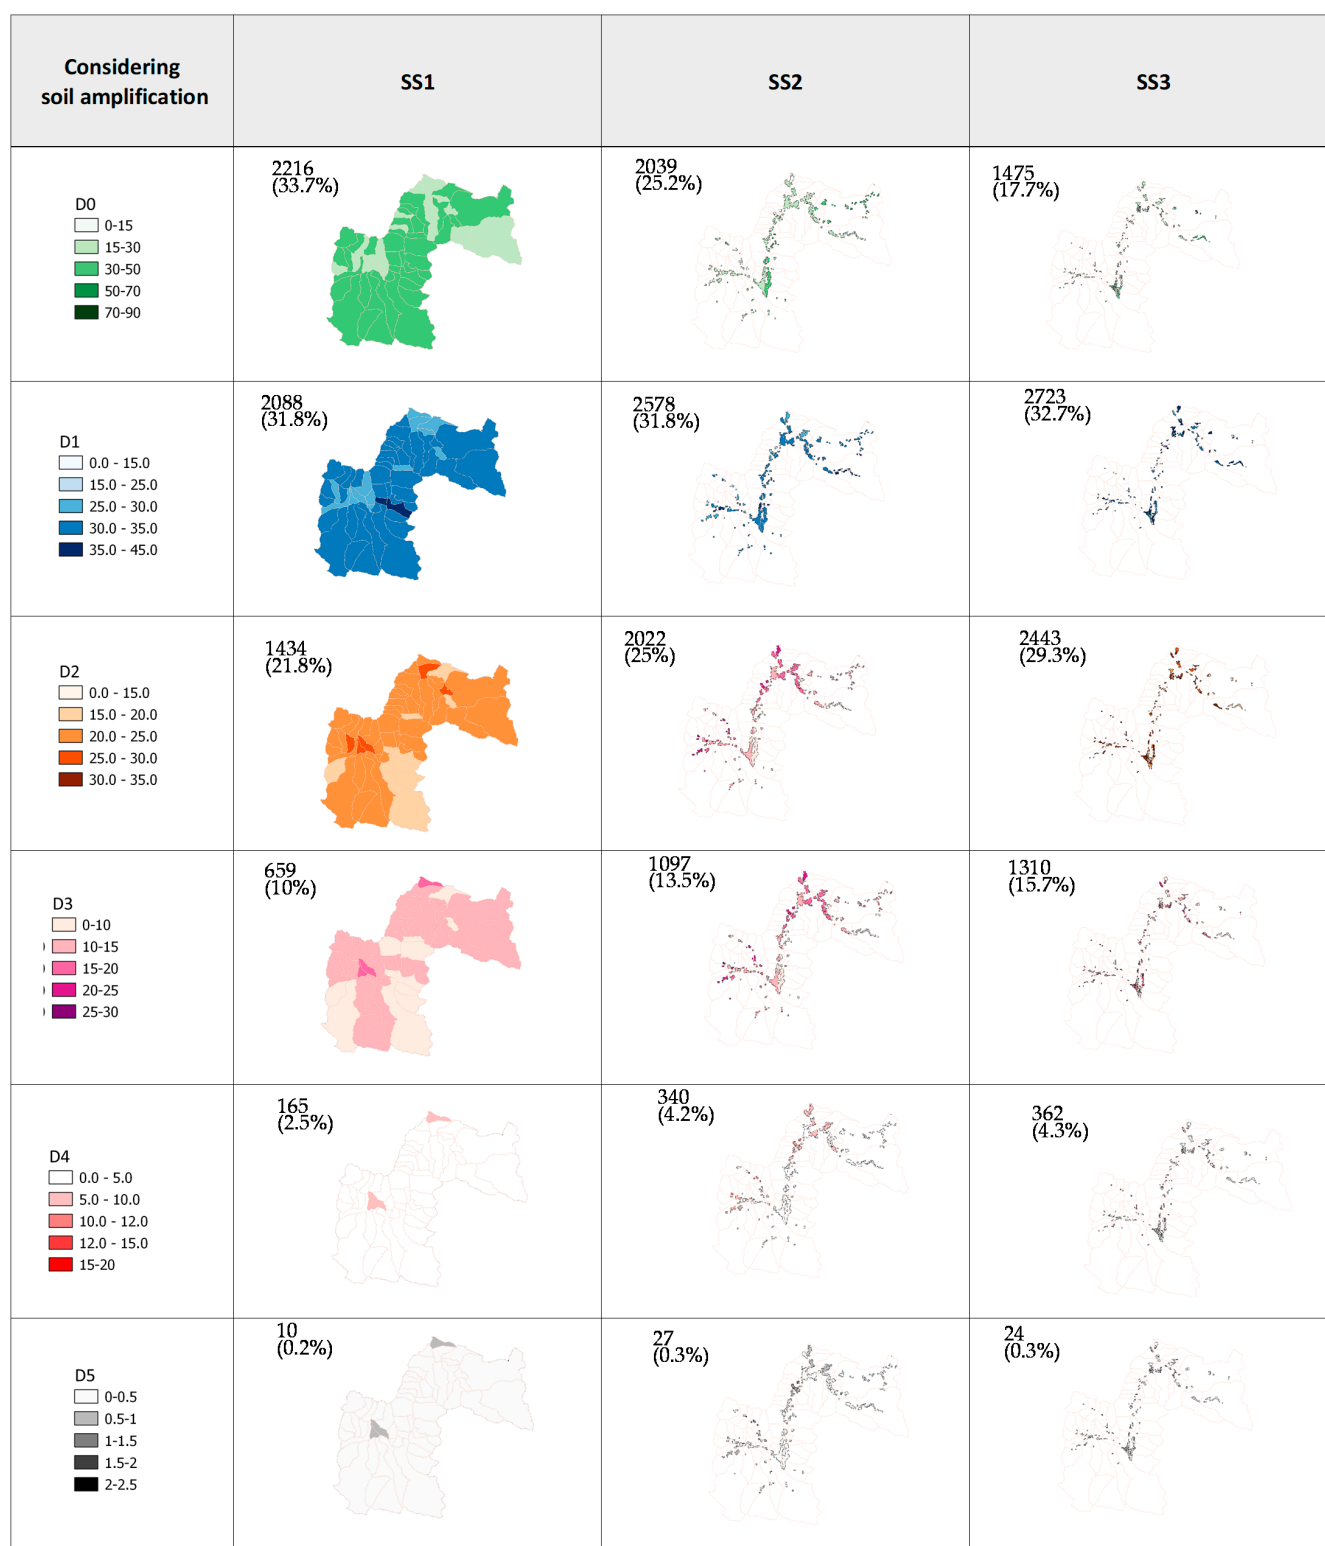 Considering
soil amplification
SS1
SS2
SS3
D0
0-15
15-30
30-50
50-70
70-90
2216
(33.7%)
2039
(25.2%)
1475
(17.7%)
D1
0.0 - 15.0
15.0 - 25.0
25.0 - 30.0
30.0 - 35.0
35.0 - 45.0
2088
(31.8%)
2578
(31.8%)
2723
(32.7%)
D2
0.0 - 15.0
15.0 - 20.0
20.0 - 25.0
25.0 - 30.0
30.0 - 35.0
1434
(21.8%)
2022
(25%)
2443
(29.3%)
D3
0-10
10-15
15-20
20-25
25-30
659
(10%)
1097
(13.5%)
1310
(15.7%)
D4
0.0 - 5.0
5.0 - 10.0
10.0 - 12.0
12.0 - 15.0
15-20
165
(2.5%)
340
(4.2%)
362
(4.3%)
D5
0-0.5
0.5-1
1-1.5
1.5-2
2-2.5
10
(0.2%)
27
(0.3%)
24
(0.3%)